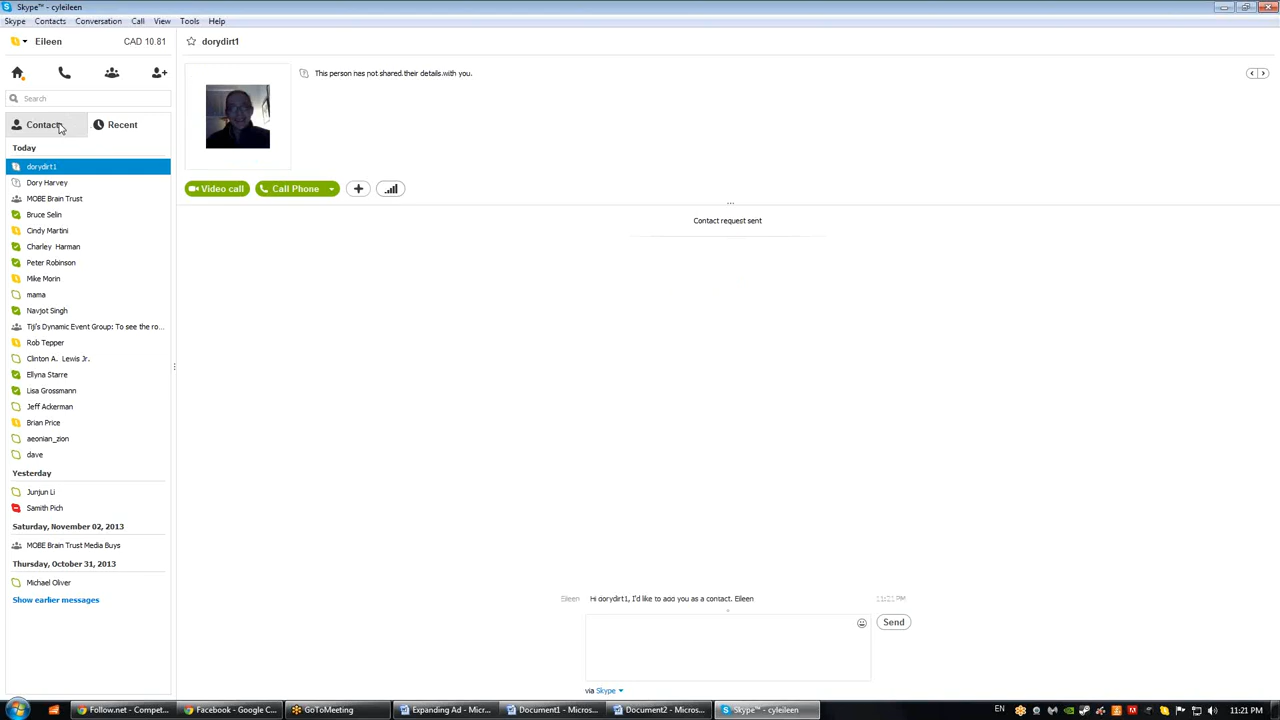 Skype™ - cyleileen
Skype Contacts Conversation Call View Tools Help
Eileen CAD 10.81
Search
Contacts Recent
Today
dorydirt1
Dory Harvey
MOBE Brain Trust
Bruce Selin
Cindy Martini
Charley Harman
Peter Robinson
Mike Morin
mama
Navjot Singh
Tiji's Dynamic Event Group: To see the ro...
Rob Tepper
Clinton A. Lewis Jr.
Ellyna Starre
Lisa Grossmann
Jeff Ackerman
Brian Price
aeonian_zion
dave
Yesterday
Junjun Li
Samith Pich
Saturday, November 02, 2013
MOBE Brain Trust Media Buys
Thursday, October 31, 2013
Michael Oliver
Show earlier messages
dorydirt1
This person has not shared their details with you.
Video call Call Phone
Contact request sent
Eileen Hi dorydirt1, I'd like to add you as a contact. Eileen
Send
via Skype
Follow.net - Compet... Facebook - Google C... GoToMeeting Expanding Ad - Micr... Document1 - Micros... Document2 - Micros... Skype™ - cyleileen EN 11:21 PM